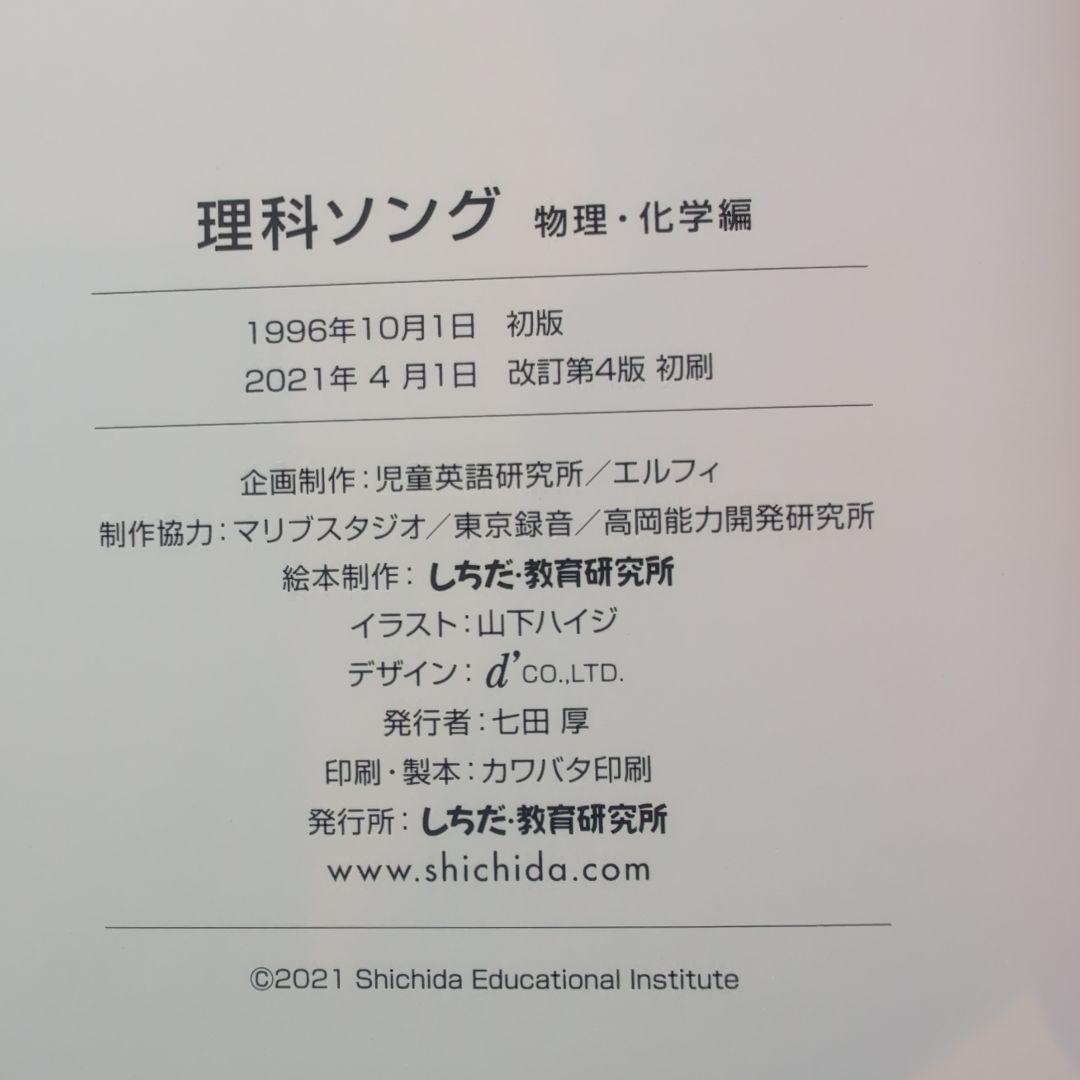 理科ソング 物理・化学編
1996年10月1日 初版
2021年 4 月1日 改訂第4版 初刷
企画制作：児童英語研究所／エルフィ
制作協力：マリブスタジオ／東京録音／高岡能力開発研究所
絵本制作：しちだ・教育研究所
イラスト：山下ハイジ
デザイン：d’CO.,LTD.
発行者：七田 厚
印刷・製本：カワバタ印刷
発行所：しちだ・教育研究所
www.shichida.com
©2021 Shichida Educational Institute